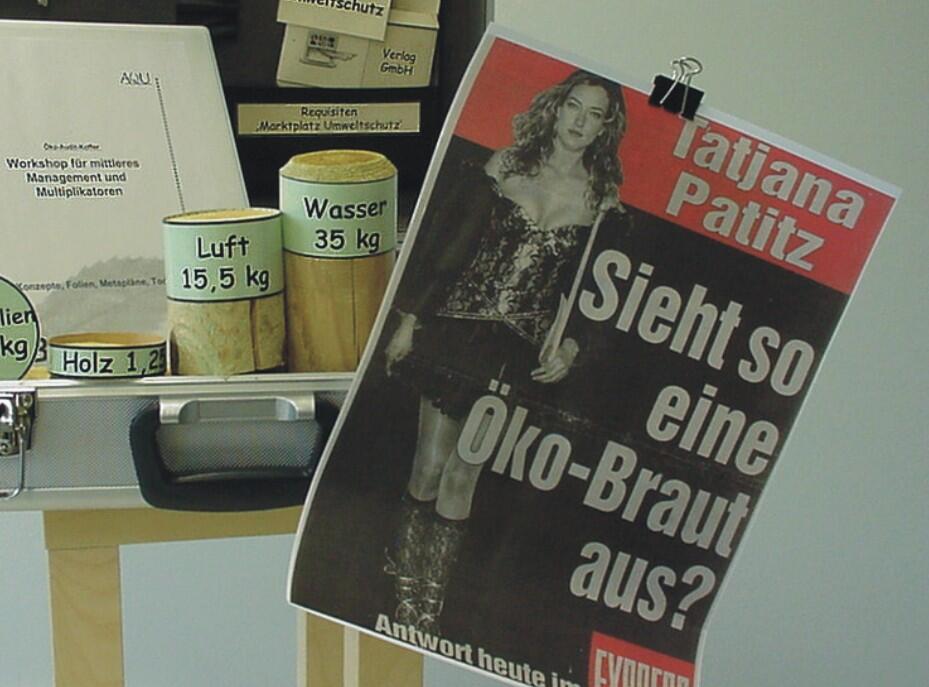 Umweltschutz
Verlag
GmbH
Requisiten
„Marktplatz Umweltschutz'
AQU
Öko-Audit-Koffer
Workshop für mittleres
Management und
Multiplikatoren
Konzepte, Folien, Metapläne,
Wasser
35 kg
Luft
15,5 kg
lien
kg
Holz 1,25
Tatjana
Patitz
Sieht so
eine
Öko-Braut
aus?
Antwort heute im
EXPRESS